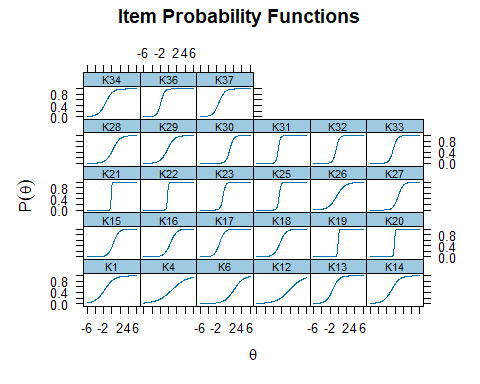 Item Probability Functions
-6 -2 2 4 6
K34 K36 K37
0.8
0.4
0.0
K28 K29 K30 K31 K32 K33
0.8
0.4
0.0
K21 K22 K23 K25 K26 K27
0.8
0.4
0.0
K15 K16 K17 K18 K19 K20
0.8
0.4
0.0
K1 K4 K6 K12 K13 K14
0.8
0.4
0.0
P(θ)
-6 -2 2 4 6 -6 -2 2 4 6 -6 -2 2 4 6
θ